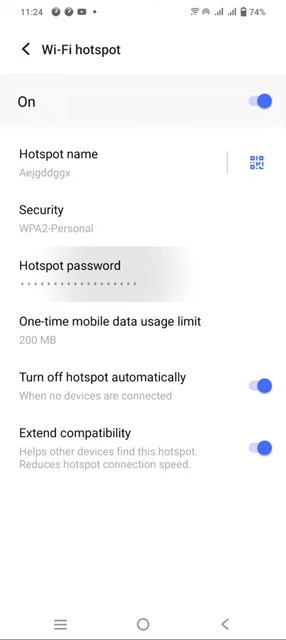 11:24
74%
Wi-Fi hotspot
On
Hotspot name
Aejgddggx
Security
WPA2-Personal
Hotspot password
••••••••••••••••••
One-time mobile data usage limit
200 MB
Turn off hotspot automatically
When no devices are connected
Extend compatibility
Helps other devices find this hotspot.
Reduces hotspot connection speed.